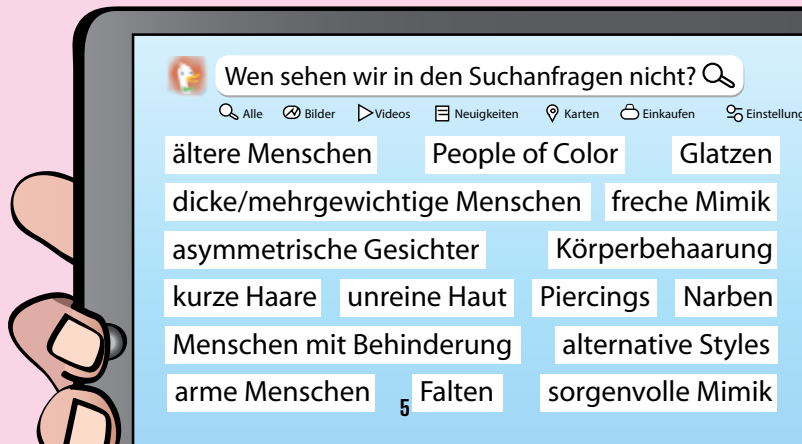 Wen sehen wir in den Suchanfragen nicht?
Alle Bilder Videos Neuigkeiten Karten Einkaufen Einstellung
ältere Menschen People of Color Glatzen
dicke/mehrgewichtige Menschen freche Mimik
asymmetrische Gesichter Körperbehaarung
kurze Haare unreine Haut Piercings Narben
Menschen mit Behinderung alternative Styles
arme Menschen Falten sorgenvolle Mimik
5